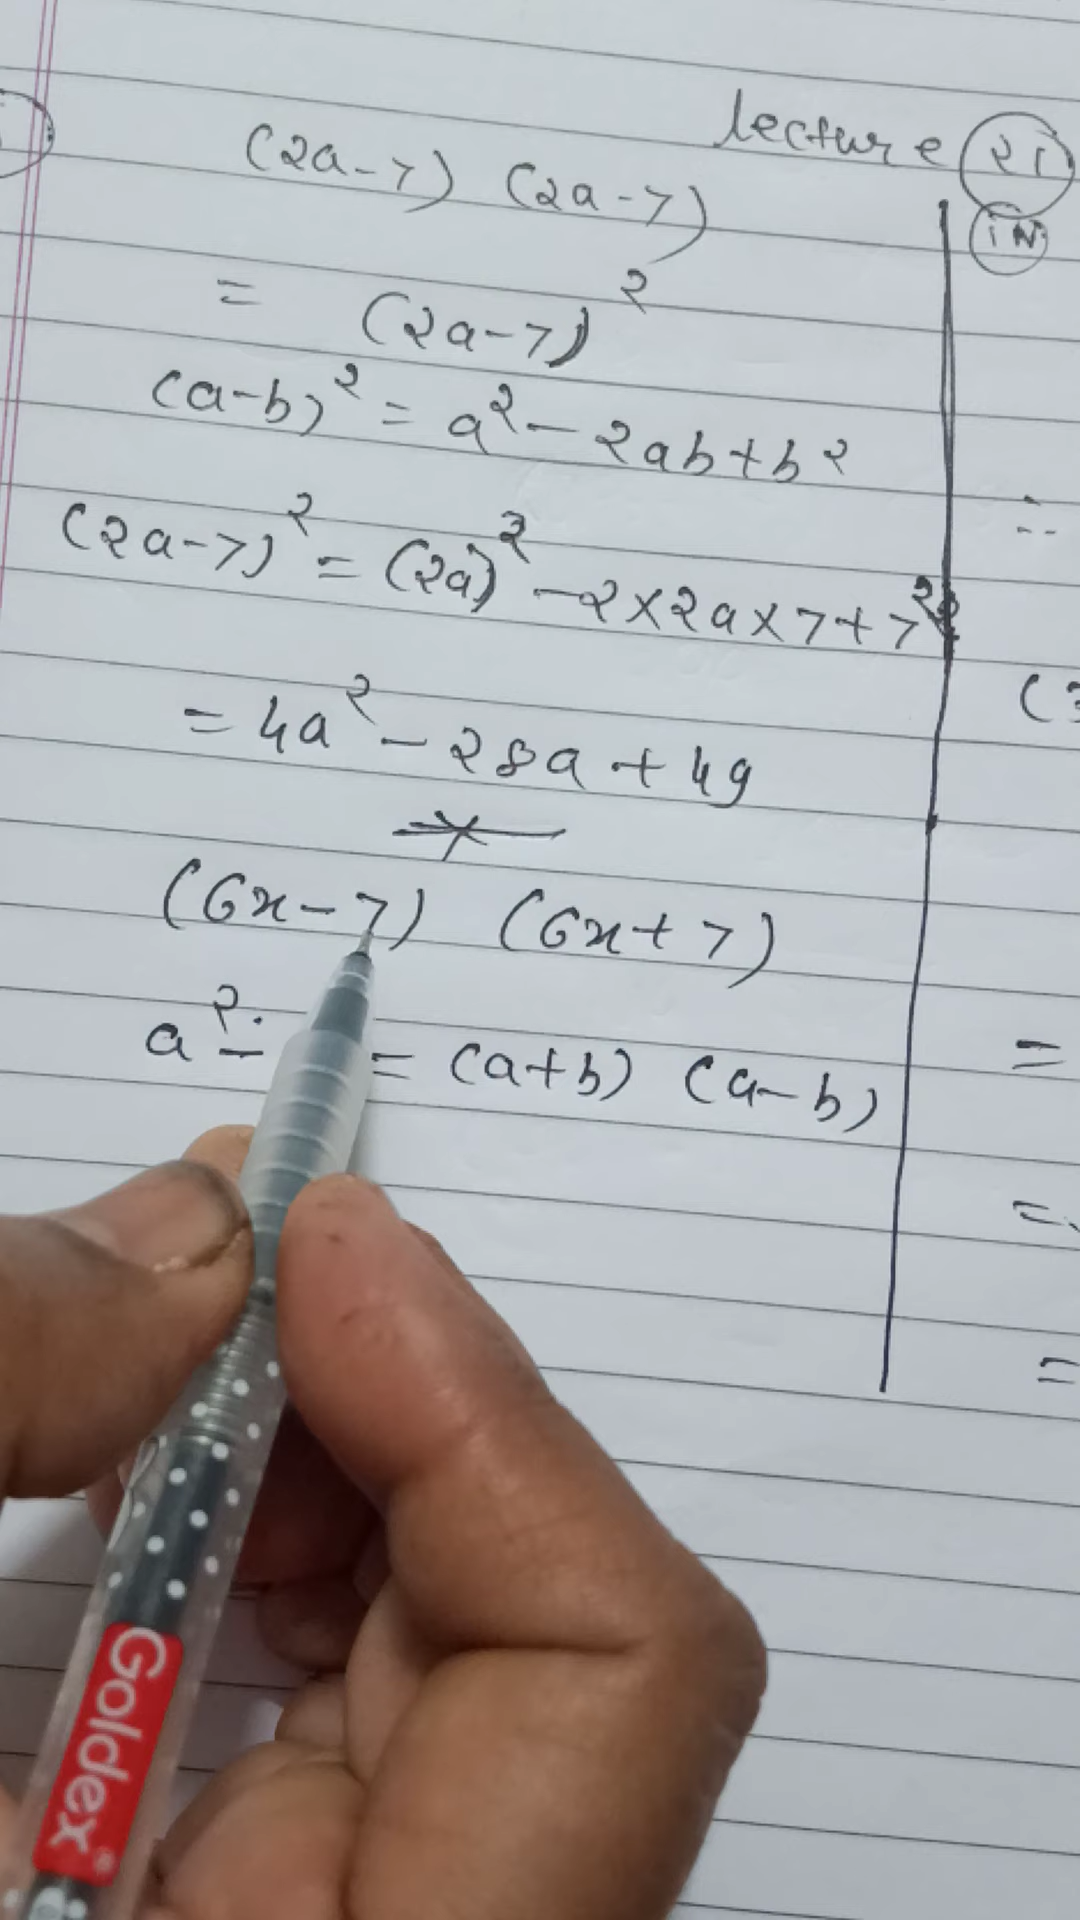 lecture 21
(2a-7) (2a-7)
iv
= (2a-7)²
(a-b)² = a² - 2ab + b²
(2a-7)² = (2a)² - 2×2a×7+7²
= 4a² - 28a + 49
(6x-7) (6x+7)
a² - = (a+b) (a-b)
Goldex